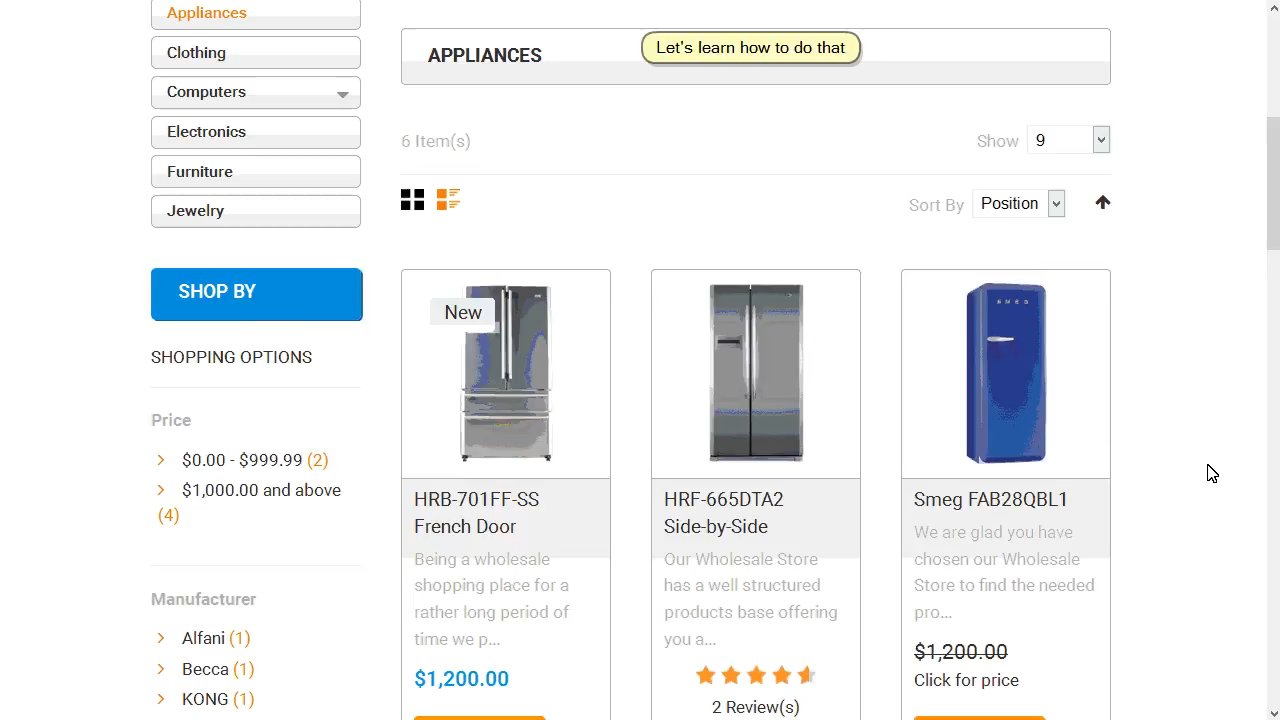 Appliances
Clothing
Computers
Electronics
Furniture
Jewelry
SHOP BY
SHOPPING OPTIONS
Price
$0.00 - $999.99 (2)
$1,000.00 and above
(4)
Manufacturer
Alfani (1)
Becca (1)
KONG (1)
Let's learn how to do that
APPLIANCES
6 Item(s)
Show 9
Sort By Position
New
HRB-701FF-SS
French Door
Being a wholesale
shopping place for a
rather long period of
time we p...
$1,200.00
HRF-665DTA2
Side-by-Side
Our Wholesale Store
has a well structured
products base offering
you a...
2 Review(s)
SMEG
Smeg FAB28QBL1
We are glad you have
chosen our Wholesale
Store to find the needed
pro...
$1,200.00
Click for price